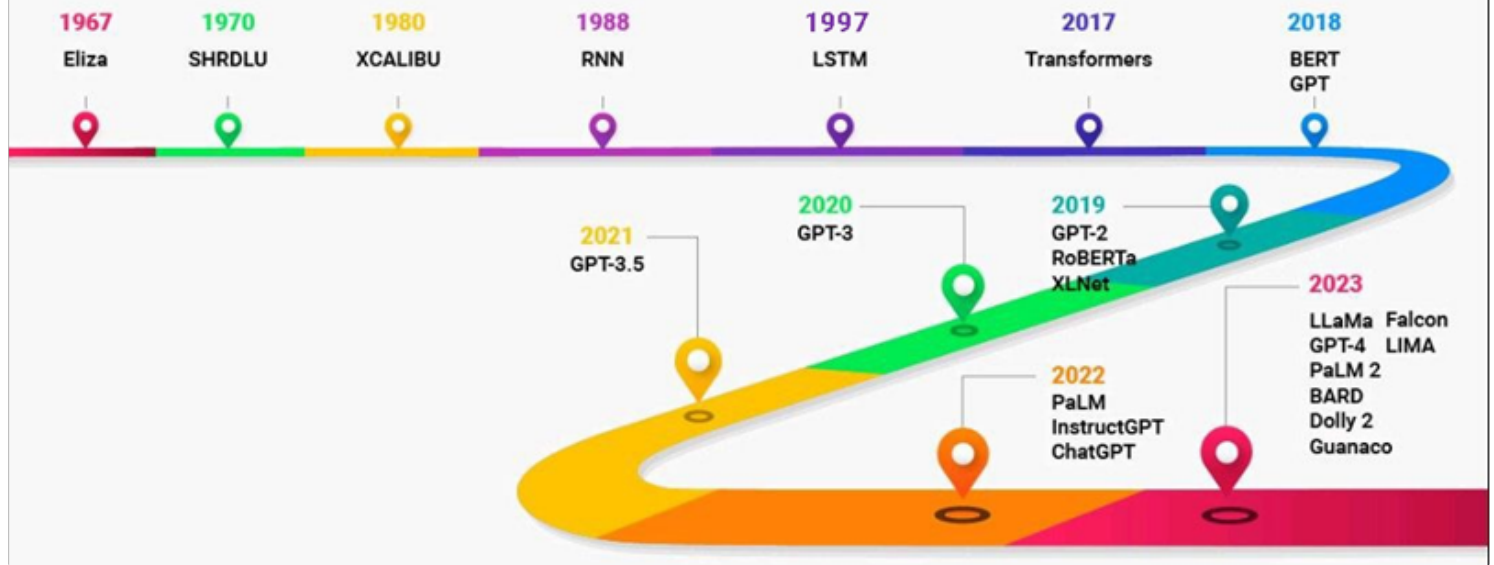 1967
Eliza
1970
SHRDLU
1980
XCALIBU
1988
RNN
1997
LSTM
2017
Transformers
2018
BERT
GPT
2019
GPT-2
RoBERTa
XLNet
2020
GPT-3
2021
GPT-3.5
2022
PaLM
InstructGPT
ChatGPT
2023
LLaMa Falcon
GPT-4 LIMA
PaLM 2
BARD
Dolly 2
Guanaco